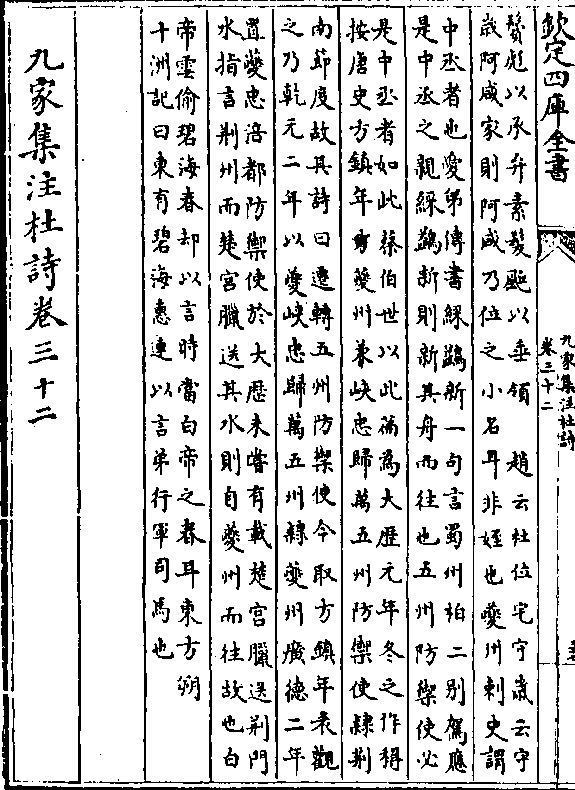 欽定四庫全書
九家集注杜詩
卷三十二
鬢彪以承弁素髮颯以垂領　趙云杜位宅守歲云守
歲阿咸家則阿咸乃位之小名耳非姪也夔州刺史謂
中丞者也愛弟傳書綵鷁新一句言蜀州柏二别駕應
是中丞之親綵鷁新則新其舟而往也五州防禦使必
是中丞者如此蔡伯世以此篇為大歷元年冬之作稱
按唐史方鎮年表夔州兼峽忠歸萬五州防禦使隸荆
南節度故其詩曰遷轉五州防禦使今取方鎮年表觀
之乃乾元二年以夔峽忠歸萬五州隸夔州廣德二年
置夔忠涪都防禦使於大歷未嘗有載楚宮臘送荆門
水指言荆州而楚宮臘送其水則自夔州而往故也白
帝雲偷碧海春却以言時當白帝之春耳東方朔
十洲記曰東有碧海惠連以言弟行軍司馬也
九家集注杜詩卷三十二